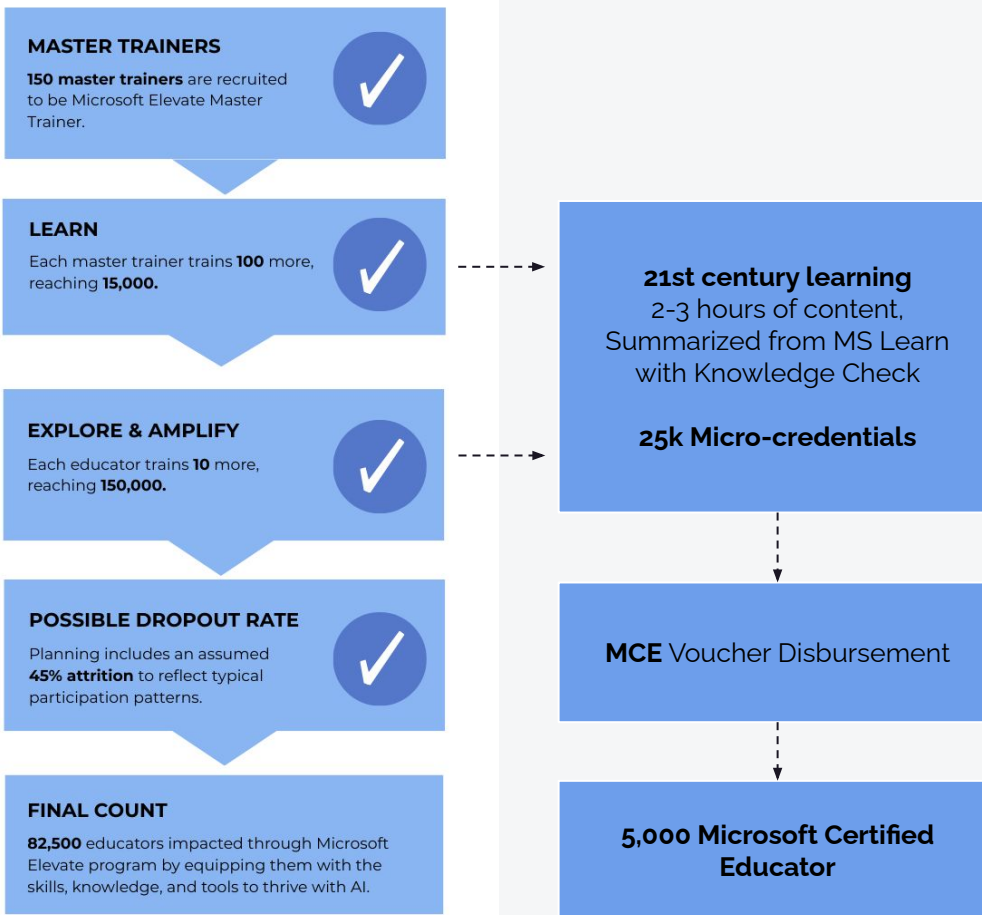 MASTER TRAINERS
150 master trainers are recruited
to be Microsoft Elevate Master
Trainer.
LEARN
Each master trainer trains 100 more,
reaching 15,000.
EXPLORE & AMPLIFY
Each educator trains 10 more,
reaching 150,000.
POSSIBLE DROPOUT RATE
Planning includes an assumed
45% attrition to reflect typical
participation patterns.
FINAL COUNT
82,500 educators impacted through Microsoft
Elevate program by equipping them with the
skills, knowledge, and tools to thrive with AI.
21st century learning
2-3 hours of content,
Summarized from MS Learn
with Knowledge Check
25k Micro-credentials
MCE Voucher Disbursement
5,000 Microsoft Certified
Educator